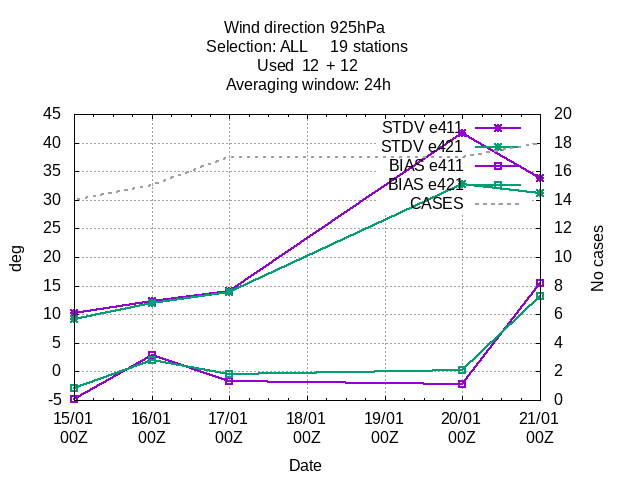 Wind direction 925hPa
Selection: ALL 19 stations
Used 12 + 12
Averaging window: 24h
45
40
35
30
25
20
15
10
5
0
-5
deg
20
18
16
14
12
10
8
6
4
2
0
No cases
STDV e411
STDV e421
BIAS e411
BIAS e421
CASES
15/01 16/01 17/01 18/01 19/01 20/01 21/01
00Z 00Z 00Z 00Z 00Z 00Z 00Z
Date